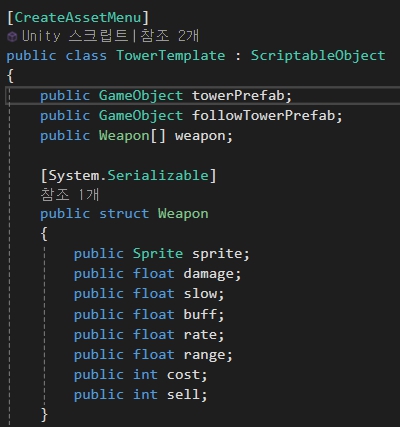 [CreateAssetMenu]
Unity 스크립트|참조 2개
public class TowerTemplate : ScriptableObject
{
public GameObject towerPrefab;
public GameObject followTowerPrefab;
public Weapon[] weapon;
[System.Serializable]
참조 1개
public struct Weapon
{
public Sprite sprite;
public float damage;
public float slow;
public float buff;
public float rate;
public float range;
public int cost;
public int sell;
}